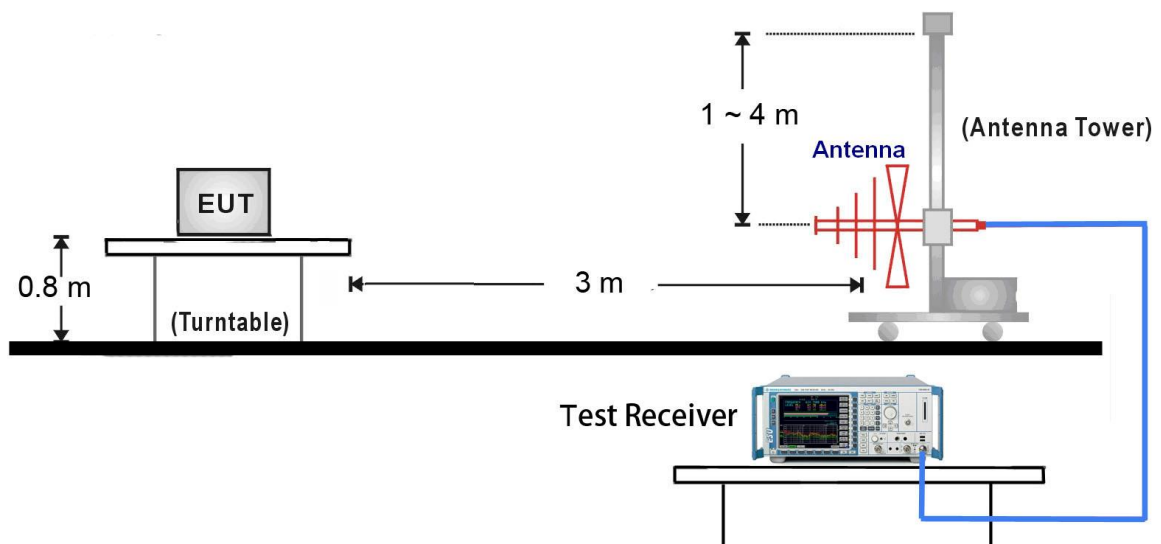 1 ~ 4 m
(Antenna Tower)
Antenna
EUT
0.8 m
3 m
(Turntable)
Test Receiver